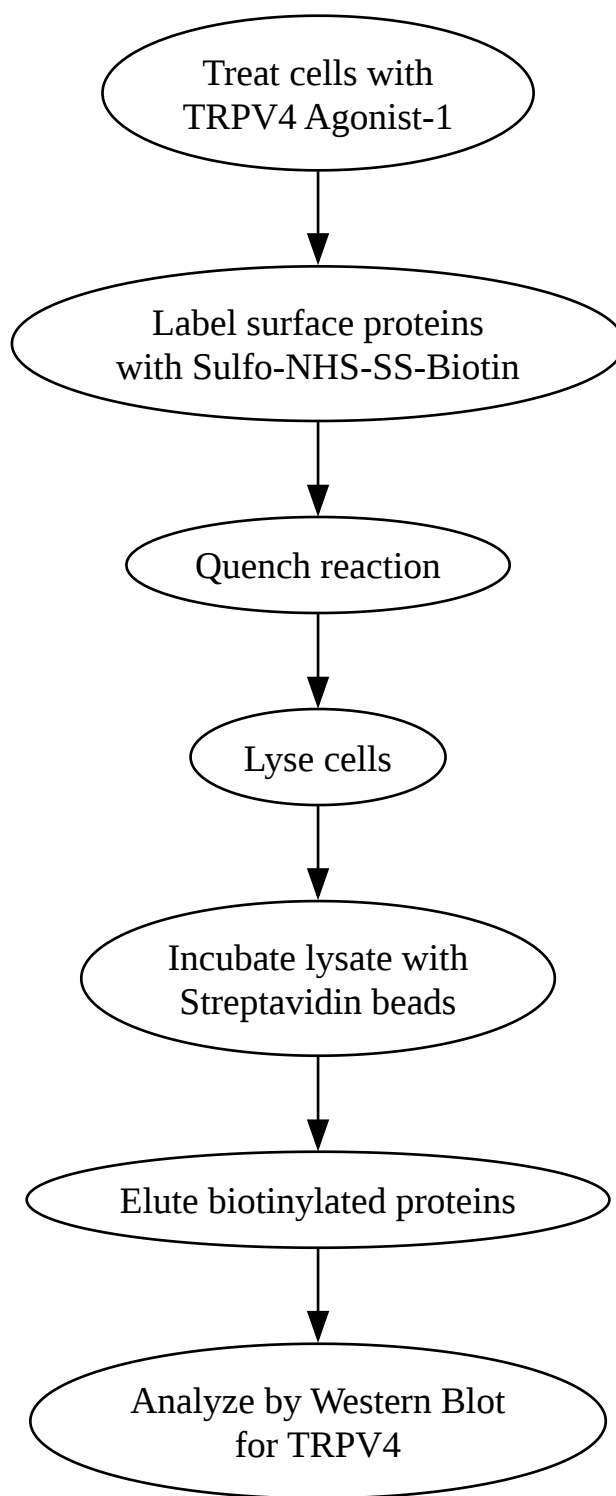 Treat cells with
TRPV4 Agonist-1
Label surface proteins
with Sulfo-NHS-SS-Biotin
Quench reaction
Lyse cells
Incubate lysate with
Streptavidin beads
Elute biotinylated proteins
Analyze by Western Blot
for TRPV4